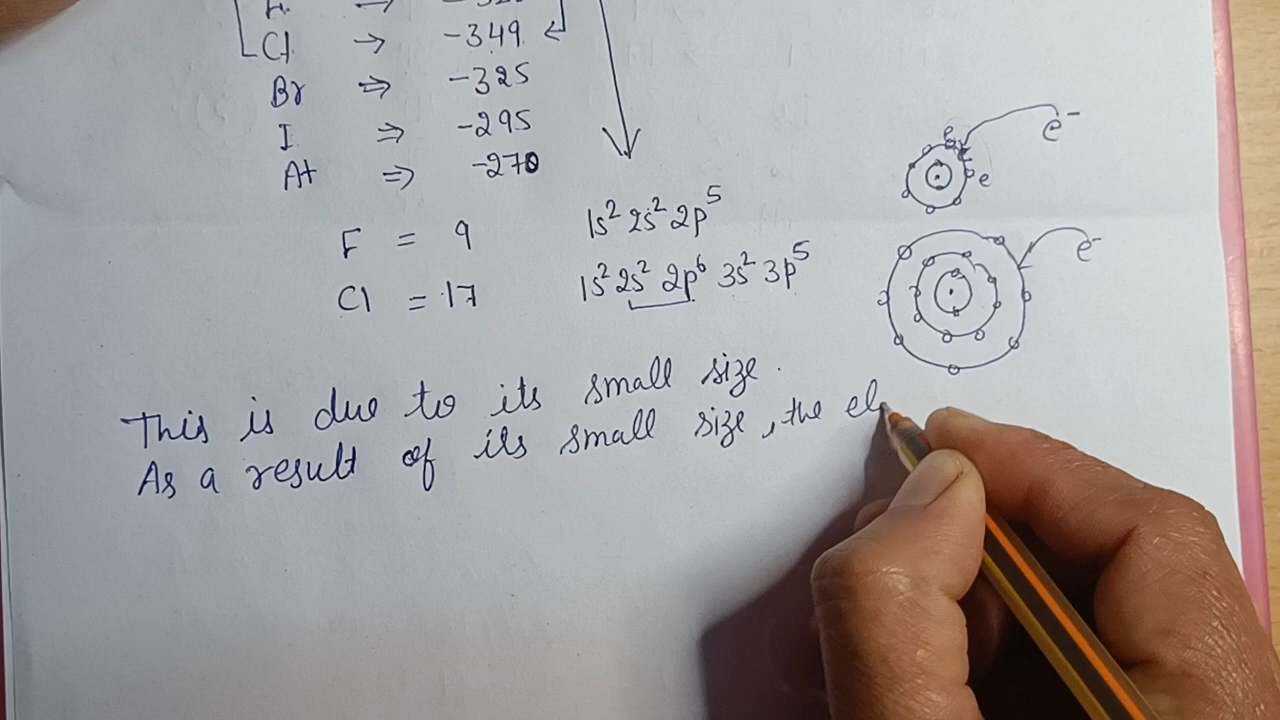 Cl → -349
Br ⇒ -325
I ⇒ -295
At ⇒ -270
F = 9 1s² 2s² 2p⁵
Cl = 17 1s² 2s² 2p⁶ 3s² 3p⁵
e e⁻
e
e⁻
This is due to its small size.
As a result of its small size, the el